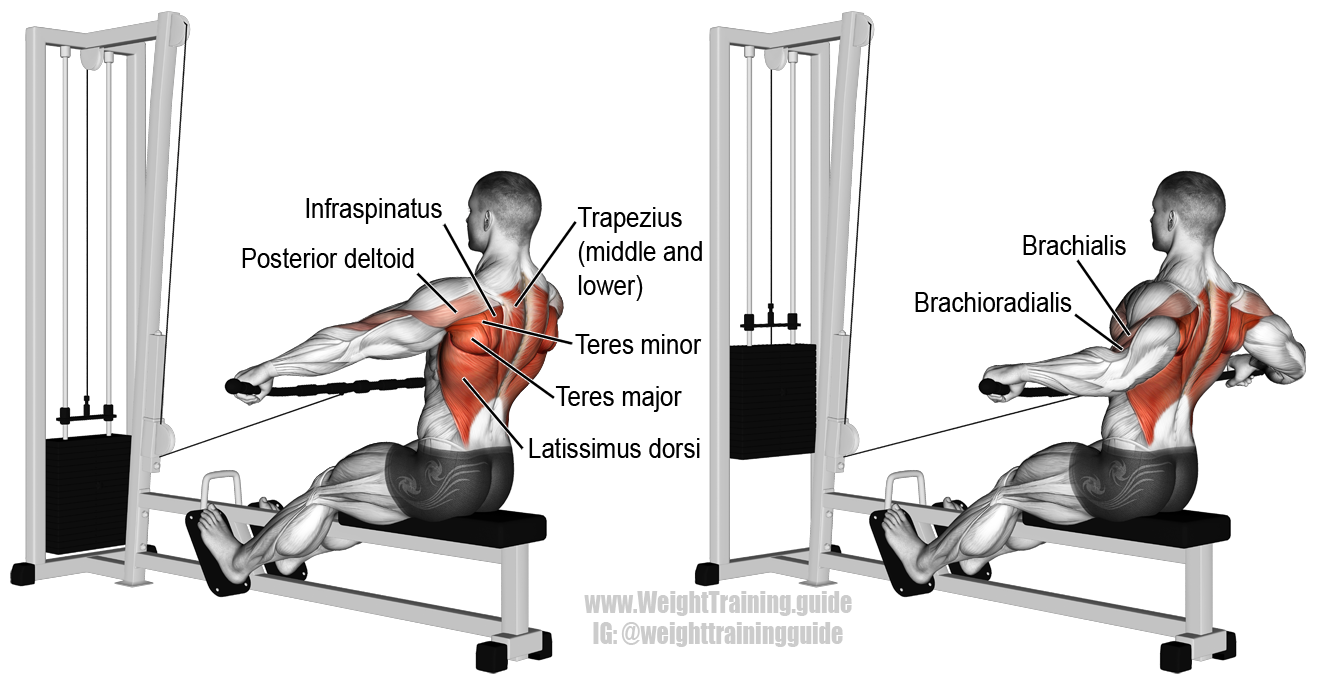 Infraspinatus
Posterior deltoid
Trapezius
(middle and
lower)
Teres minor
Teres major
Latissimus dorsi
Brachialis
Brachioradialis
www.WeightTraining.guide
IG: @weighttrainingguide